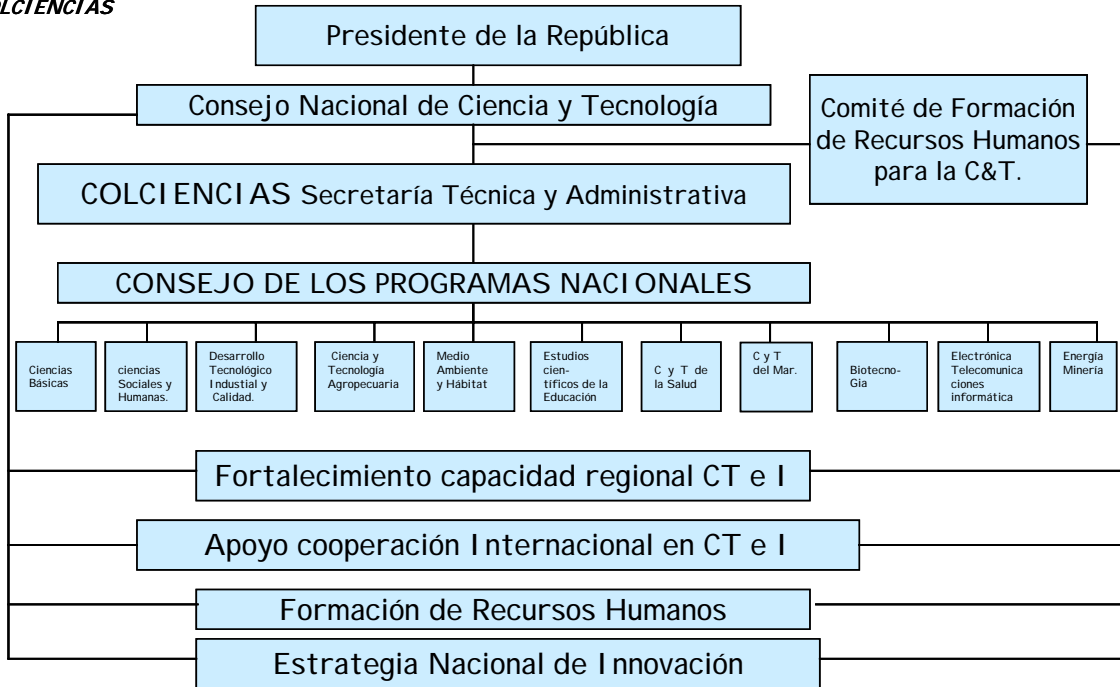 OLCIENCIAS
Presidente de la República
Consejo Nacional de Ciencia y Tecnología
Comité de Formación
de Recursos Humanos
para la C&T.
COLCIENCIAS Secretaría Técnica y Administrativa
CONSEJO DE LOS PROGRAMAS NACIONALES
Ciencias
Básicas
ciencias
Sociales y
Humanas.
Desarrollo
Tecnológico
Industial y
Calidad.
Ciencia y
Tecnología
Agropecuaria
Medio
Ambiente
y Hábitat
Estudios
cien-
tíficos de la
Educación
C y T de
la Salud
C y T
del Mar.
Biotecno-
Gia
Electrónica
Telecomunica
ciones
informática
Energía
Minería
Fortalecimiento capacidad regional CT e I
Apoyo cooperación Internacional en CT e I
Formación de Recursos Humanos
Estrategia Nacional de Innovación